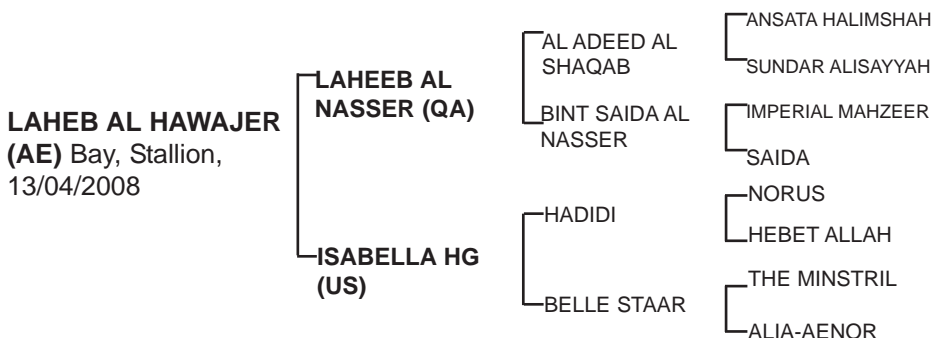 LAHEB AL HAWAJER
(AE) Bay, Stallion,
13/04/2008
LAHEEB AL
NASSER (QA)
ISABELLA HG
(US)
AL ADEED AL
SHAQAB
BINT SAIDA AL
NASSER
HADIDI
BELLE STAAR
ANSATA HALIMSHAH
SUNDAR ALISAYYAH
IMPERIAL MAHZEER
SAIDA
NORUS
HEBET ALLAH
THE MINSTRIL
ALIA-AENOR